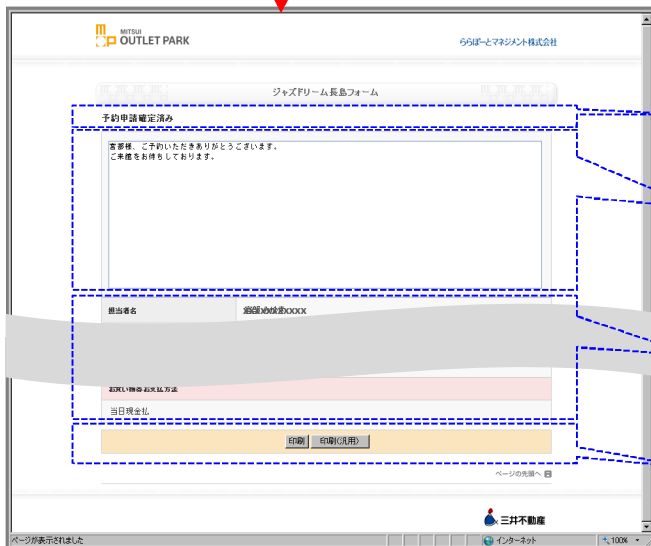 MITSUI
OUTLET PARK
ららぽーとマネジメント株式会社
ジャズドリーム長島フォーム
予約申請確定済み
宮部様、ご予約いただきありがとうございます。
ご来館をお待ちしております。
担当者名
xxxx
お支払方法
当日現金払
印刷 印刷(汎用)
ページの先頭へ
三井不動産
ページが表示されました インターネット 100%